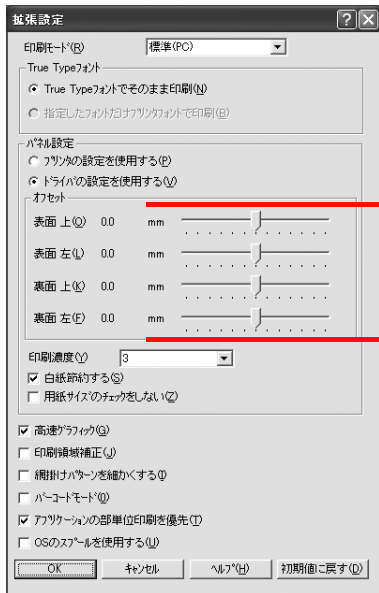 拡張設定
印刷ﾓｰﾄﾞ(R) 標準(PC)
True Typeﾌｫﾝﾄ
True Typeﾌｫﾝﾄでそのまま印刷(N)
指定したﾌｫﾝﾄだけﾌﾟﾘﾝﾀﾌｫﾝﾄで印刷(B)
ﾊﾟﾈﾙ設定
ﾌﾟﾘﾝﾀの設定を使用する(P)
ﾄﾞﾗｲﾊﾞの設定を使用する(V)
ｵﾌｾｯﾄ
表面 上(O) 0.0 mm
表面 左(L) 0.0 mm
裏面 上(K) 0.0 mm
裏面 左(F) 0.0 mm
印刷濃度(Y) 3
白紙節約する(S)
用紙ｻｲｽﾞのﾁｪｯｸをしない(Z)
高速ｸﾞﾗﾌｨｯｸ(G)
印刷領域補正(J)
網掛けﾊﾟﾀｰﾝを細かくする(I)
ﾊﾞｰｺｰﾄﾞﾓｰﾄﾞ(Q)
ｱﾌﾟﾘｹｰｼｮﾝの部単位印刷を優先(T)
OSのｽﾌﾟｰﾙを使用する(U)
OK ｷｬﾝｾﾙ ﾍﾙﾌﾟ(H) 初期値に戻す(D)